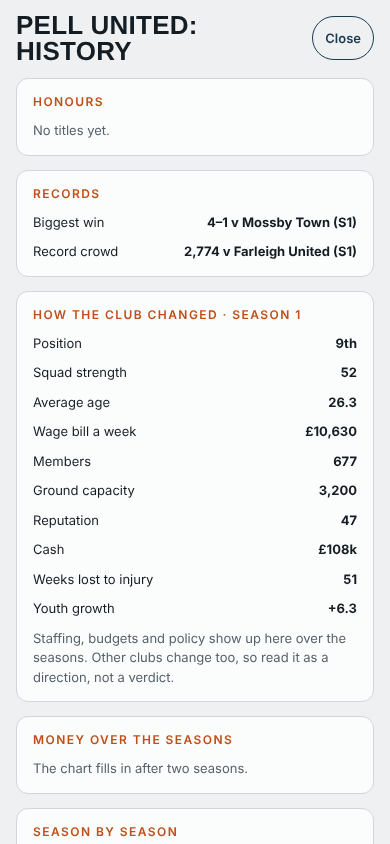 PELL UNITED:
HISTORY
Close
HONOURS
No titles yet.
RECORDS
Biggest win 4–1 v Mossby Town (S1)
Record crowd 2,774 v Farleigh United (S1)
HOW THE CLUB CHANGED · SEASON 1
Position 9th
Squad strength 52
Average age 26.3
Wage bill a week £10,630
Members 677
Ground capacity 3,200
Reputation 47
Cash £108k
Weeks lost to injury 51
Youth growth +6.3
Staffing, budgets and policy show up here over the
seasons. Other clubs change too, so read it as a
direction, not a verdict.
MONEY OVER THE SEASONS
The chart fills in after two seasons.
SEASON BY SEASON